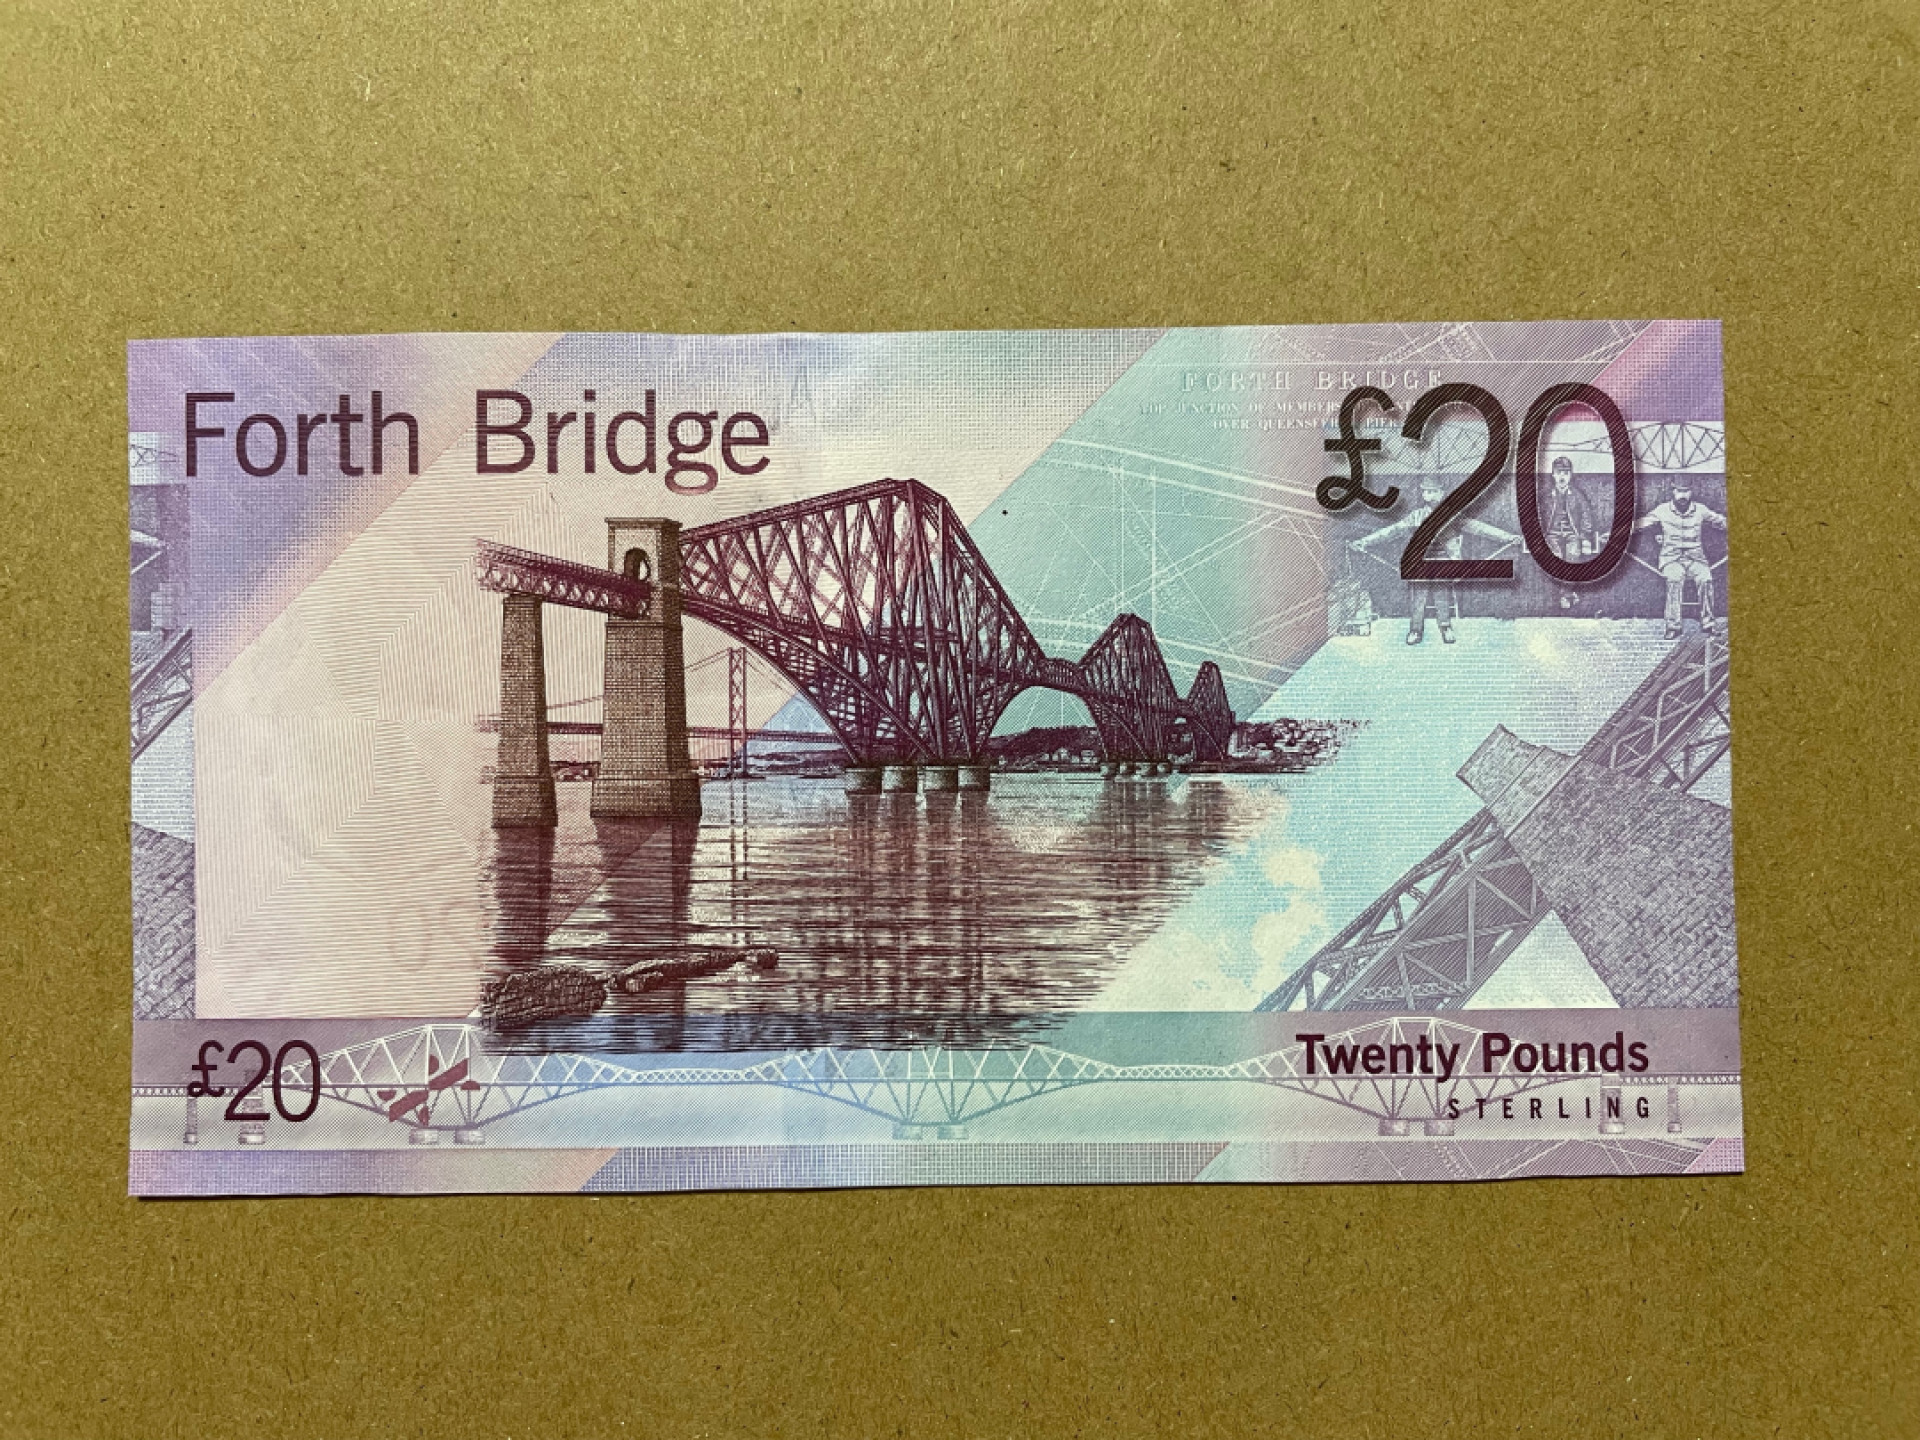 Forth Bridge
FORTH BRIDGE
£20
£20
Twenty Pounds
STERLING